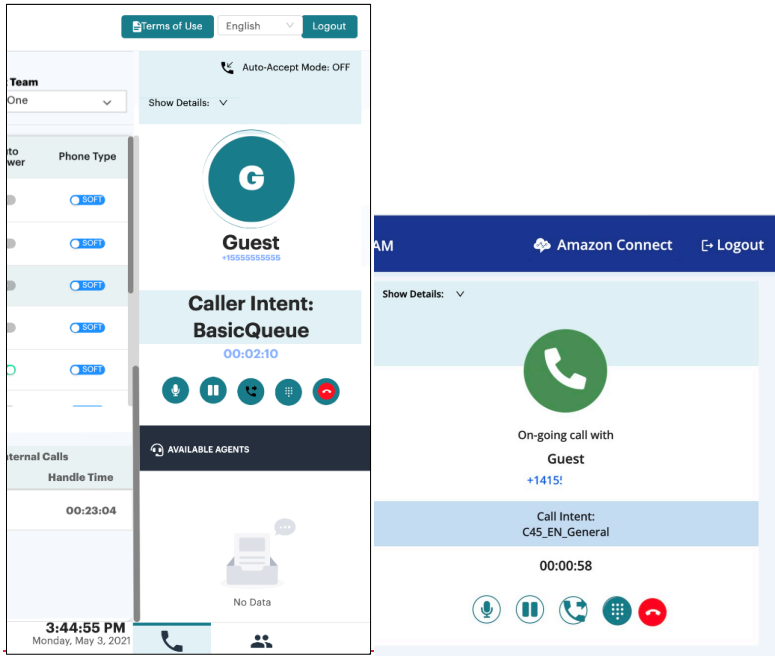 Terms of Use
English
Logout
Auto-Accept Mode: OFF
Team
One
Show Details:
Phone Type
SOFT
SOFT
SOFT
SOFT
SOFT
G
Guest
+15555555555
Caller Intent:
BasicQueue
00:02:10
AVAILABLE AGENTS
Calls
Handle Time
00:23:04
No Data
3:44:55 PM
Monday, May 3, 2021
AM
Amazon Connect
Logout
Show Details:
On-going call with
Guest
+1415
Call Intent:
C45_EN_General
00:00:58